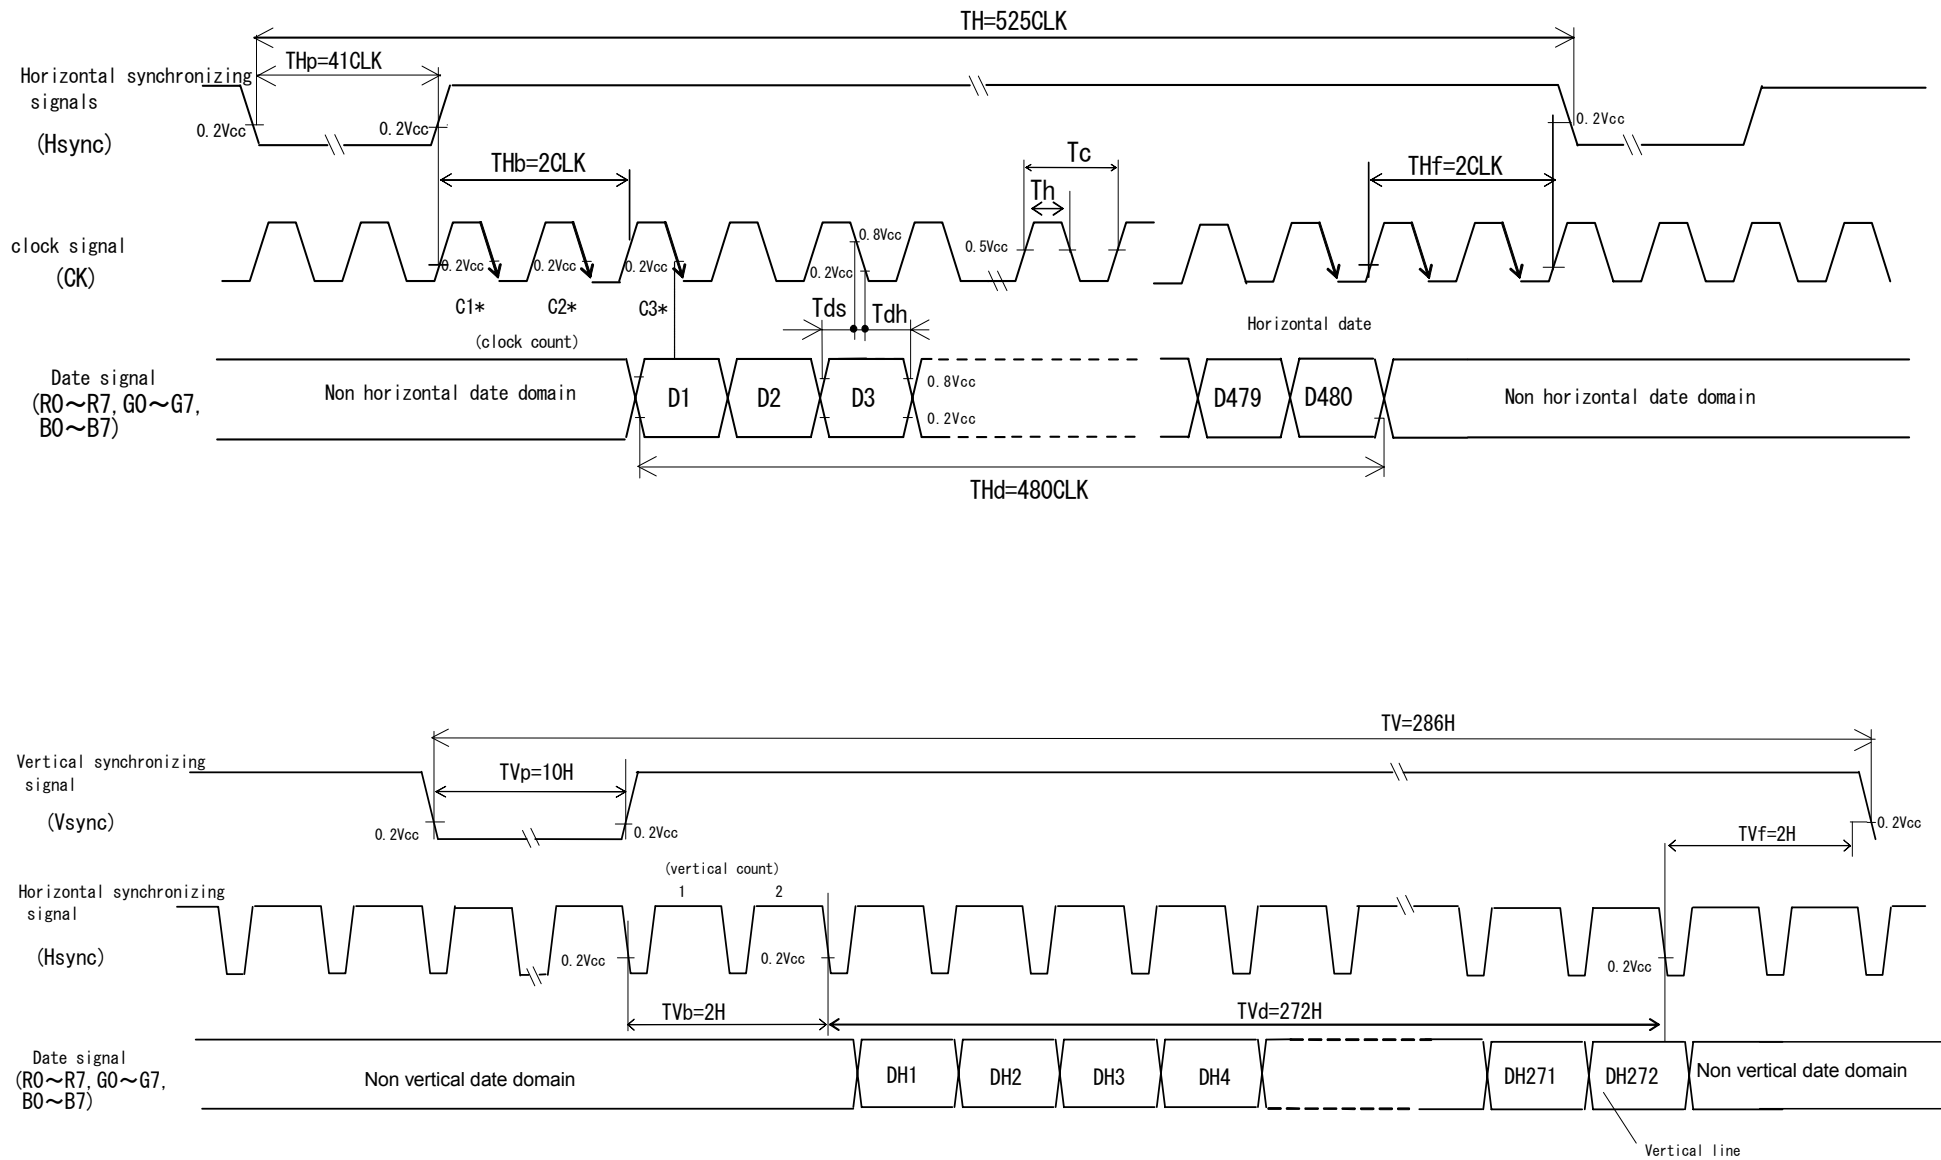 TH=525CLK
THp=41CLK
Horizontal synchronizing
signals
(Hsync)
0.2Vcc
0.2Vcc
0.2Vcc
THb=2CLK
Tc
Th
THf=2CLK
clock signal
(CK)
0.2Vcc
0.2Vcc
0.2Vcc
0.8Vcc
0.2Vcc
0.5Vcc
C1*
C2*
C3*
(clock count)
Tds
Tdh
Horizontal date
Date signal
(R0～R7,G0～G7,
B0～B7)
Non horizontal date domain
D1
D2
D3
0.8Vcc
0.2Vcc
D479
D480
Non horizontal date domain
THd=480CLK
TV=286H
Vertical synchronizing
signal
(Vsync)
TVp=10H
0.2Vcc
0.2Vcc
0.2Vcc
TVf=2H
(vertical count)
1
2
Horizontal synchronizing
signal
(Hsync)
0.2Vcc
0.2Vcc
0.2Vcc
TVb=2H
TVd=272H
Date signal
(R0～R7,G0～G7,
B0～B7)
Non vertical date domain
DH1
DH2
DH3
DH4
DH271
DH272
Non vertical date domain
Vertical line